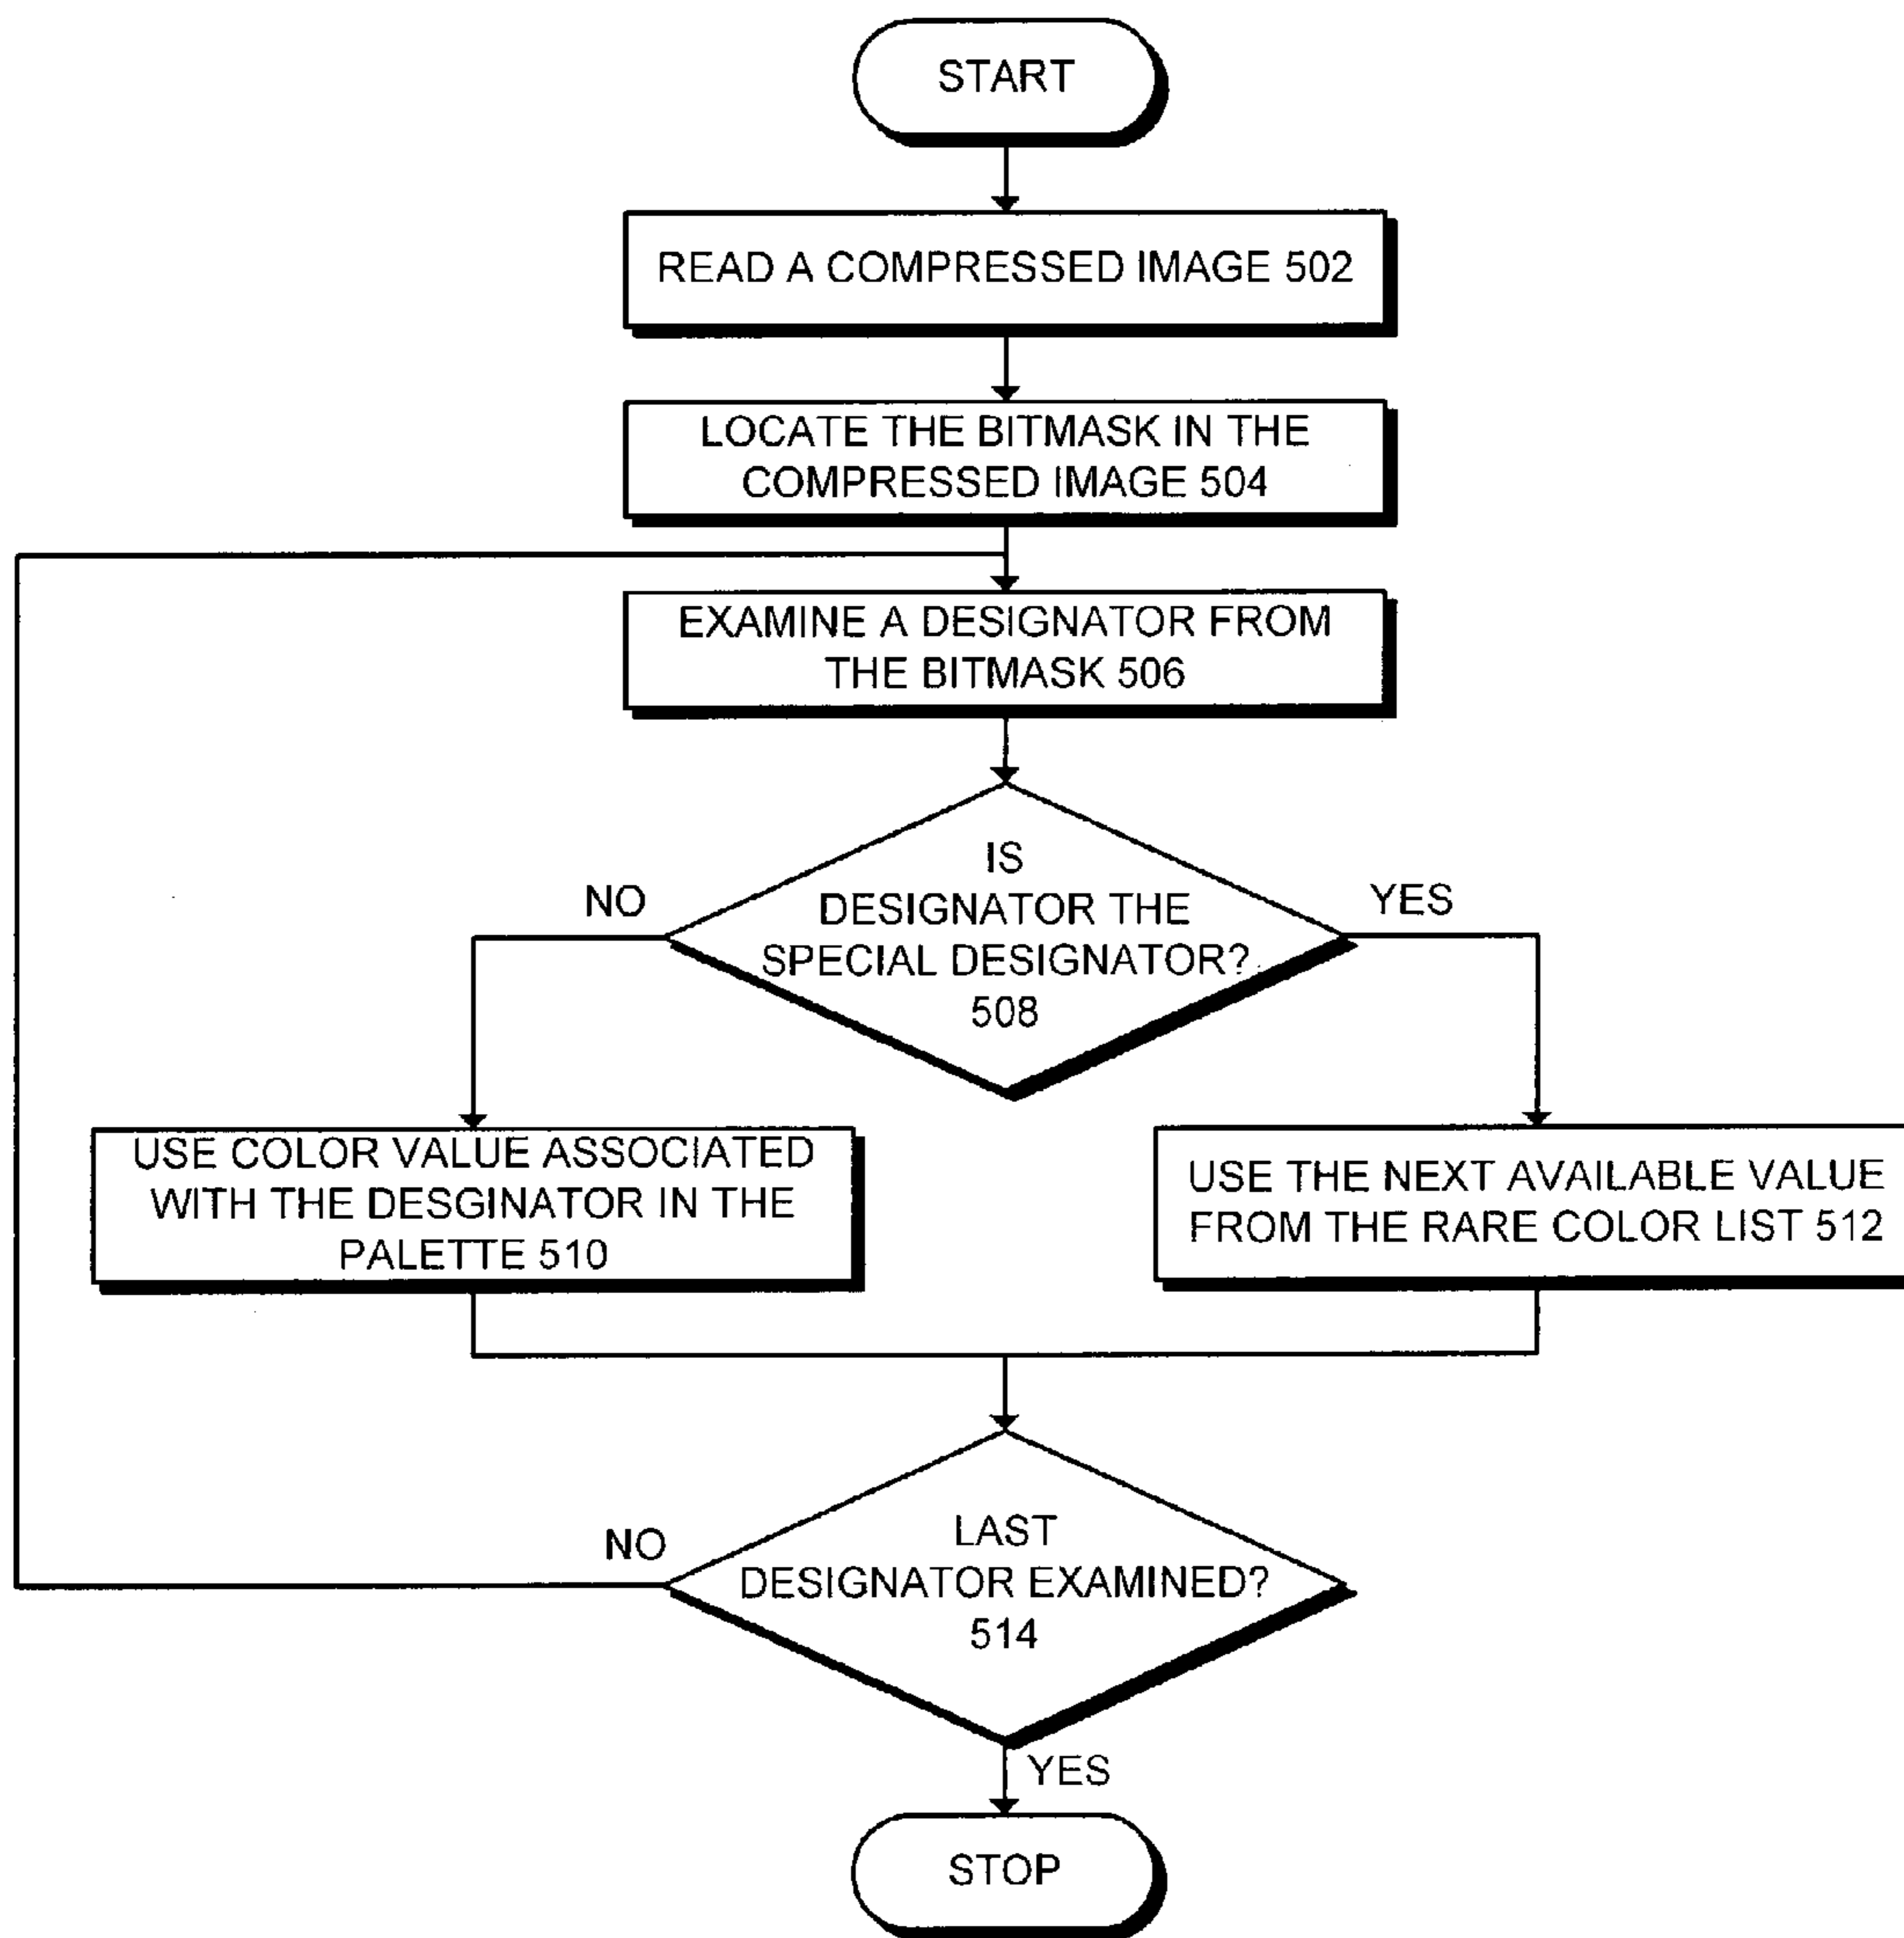 START
READ A COMPRESSED IMAGE 502
LOCATE THE BITMASK IN THE
COMPRESSED IMAGE 504
EXAMINE A DESIGNATOR FROM
THE BITMASK 506
IS
DESIGNATOR THE
SPECIAL DESIGNATOR?
508
NO
YES
USE COLOR VALUE ASSOCIATED
WITH THE DESGINATOR IN THE
PALETTE 510
USE THE NEXT AVAILABLE VALUE
FROM THE RARE COLOR LIST 512
LAST
DESIGNATOR EXAMINED?
514
NO
YES
STOP